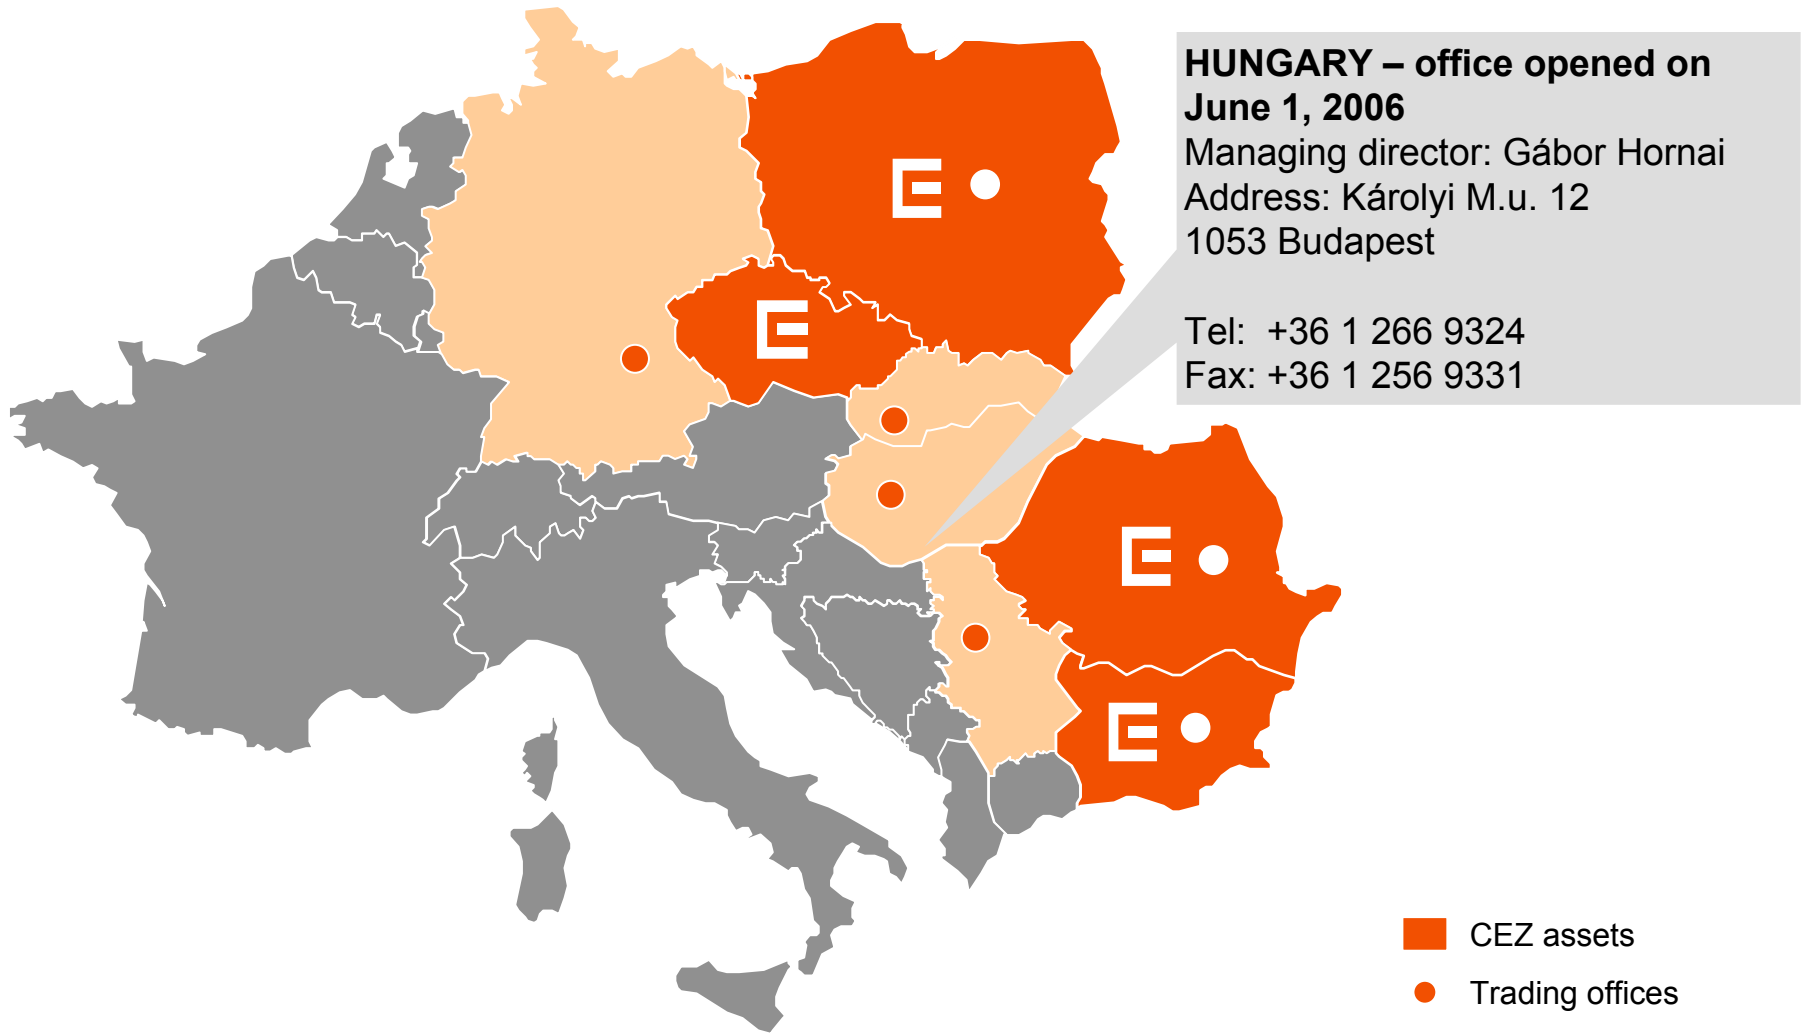 HUNGARY – office opened on
June 1, 2006
Managing director: Gábor Hornai
Address: Károlyi M.u. 12
1053 Budapest
Tel: +36 1 266 9324
Fax: +36 1 256 9331
CEZ assets
Trading offices